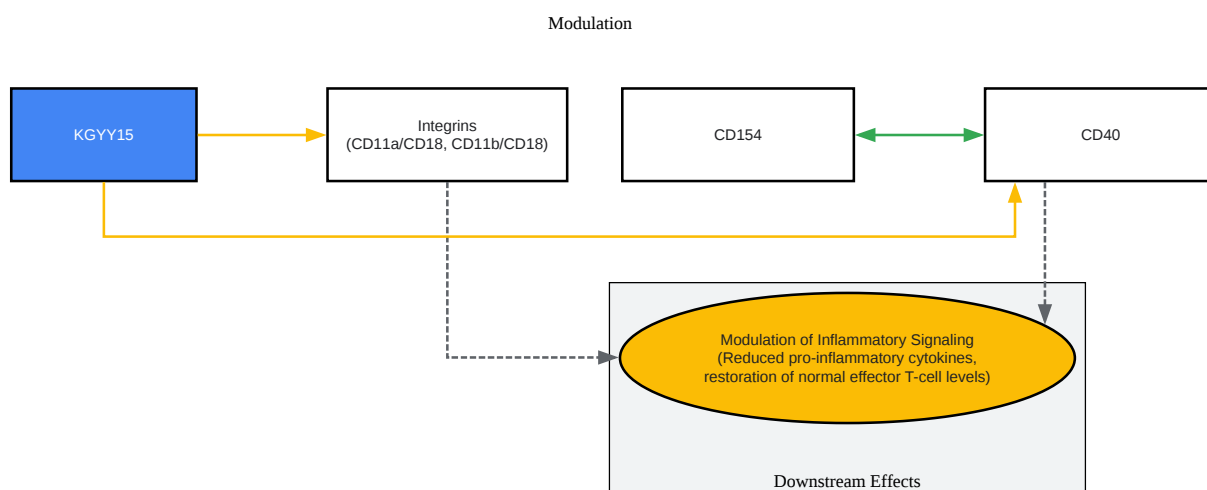 Modulation
KGYY15
Integrins
(CD11a/CD18, CD11b/CD18)
CD154
CD40
Modulation of Inflammatory Signaling
(Reduced pro-inflammatory cytokines,
restoration of normal effector T-cell levels)
Downstream Effects